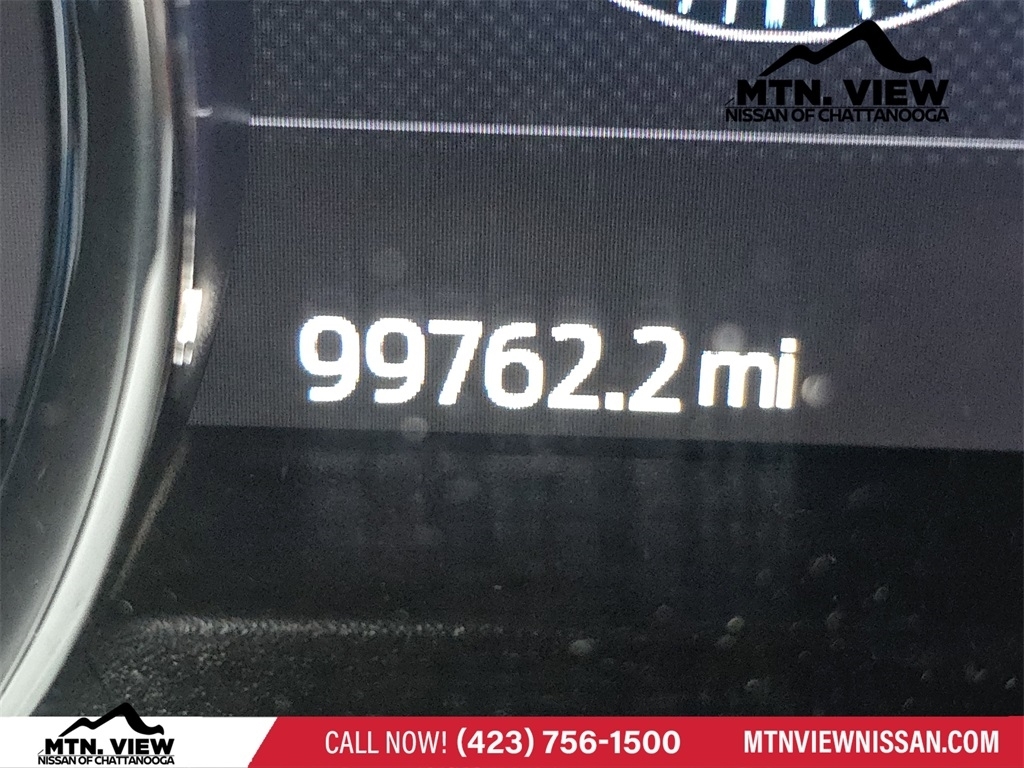 MTN. VIEW
NISSAN OF CHATTANOOGA
99762.2 mi
MTN. VIEW
NISSAN OF CHATTANOOGA
CALL NOW! (423) 756-1500
MTNVIEWNISSAN.COM